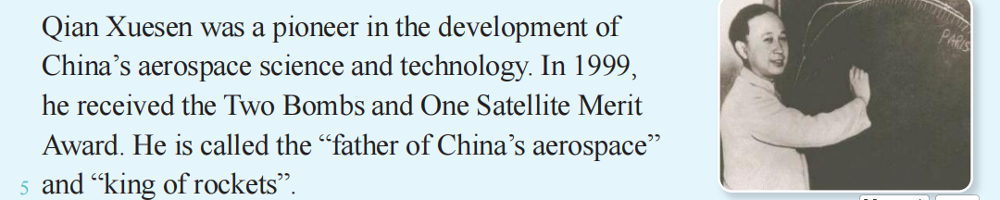 Qian Xuesen was a pioneer in the development of
China’s aerospace science and technology. In 1999,
he received the Two Bombs and One Satellite Merit
Award. He is called the “father of China’s aerospace”
5 and “king of rockets”.
PARIS